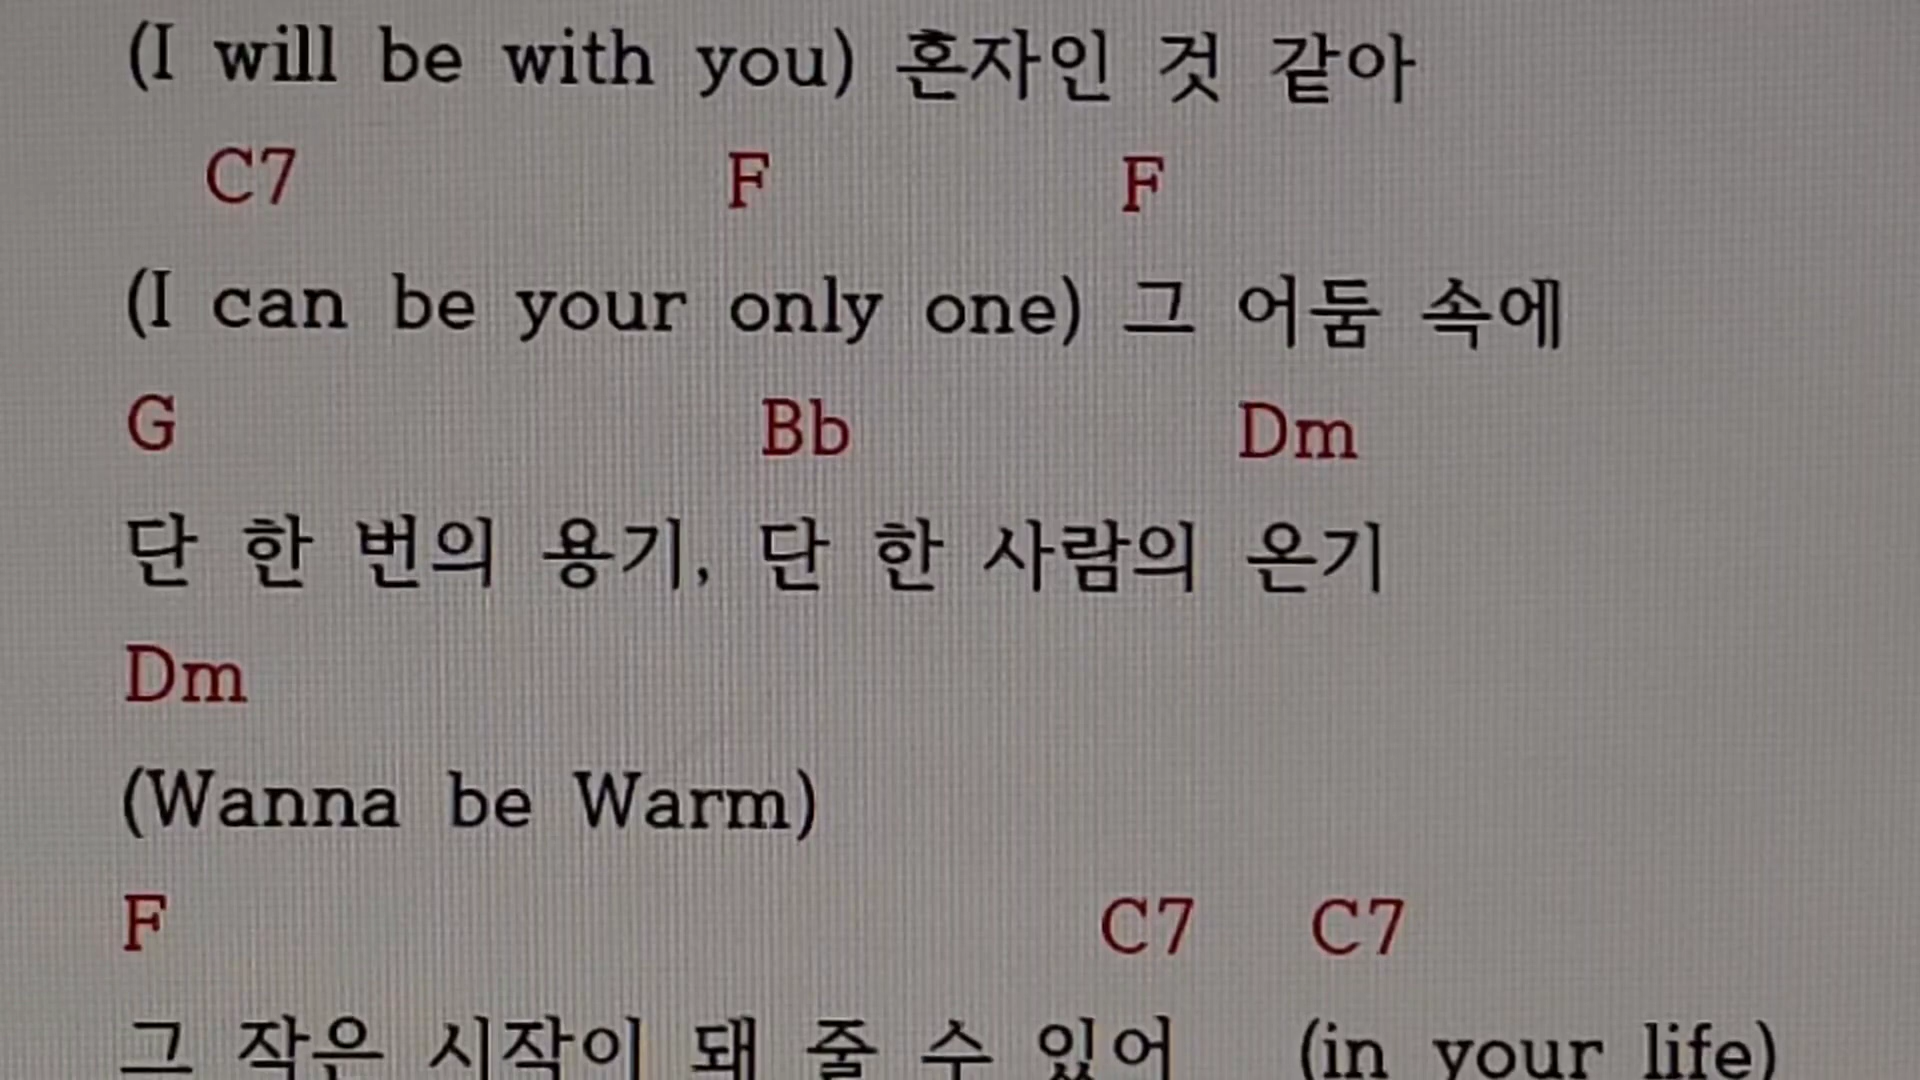 (I will be with you) 혼자인 것 같아
C7 F F
(I can be your only one) 그 어둠 속에
G Bb Dm
단 한 번의 용기, 단 한 사람의 온기
Dm
(Wanna be Warm)
F C7 C7
그 작은 시작이 돼 줄 수 있어 (in your life)